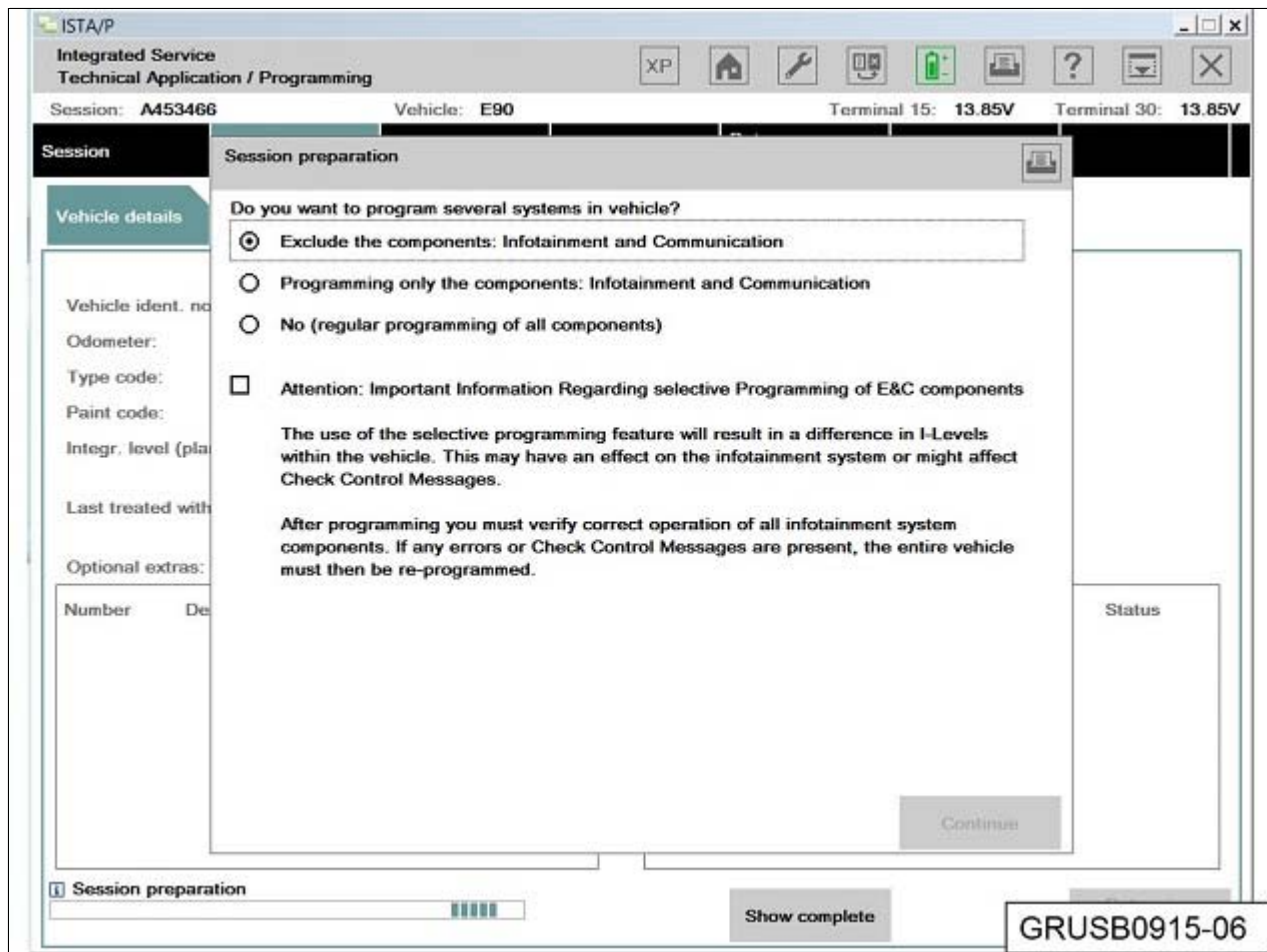 ISTA/P
Integrated Service
Technical Application / Programming
XP
?
Session: A453466 Vehicle: E90 Terminal 15: 13.85V Terminal 30: 13.85V
Session
Session preparation
Vehicle details
Do you want to program several systems in vehicle?
Exclude the components: Infotainment and Communication
Programming only the components: Infotainment and Communication
No (regular programming of all components)
Attention: Important Information Regarding selective Programming of E&C components
The use of the selective programming feature will result in a difference in I-Levels
within the vehicle. This may have an effect on the infotainment system or might affect
Check Control Messages.
After programming you must verify correct operation of all infotainment system
components. If any errors or Check Control Messages are present, the entire vehicle
must then be re-programmed.
Continue
Vehicle ident. no
Odometer:
Type code:
Paint code:
Integr. level (pla
Last treated with
Optional extras:
Number De Status
Session preparation
Show complete
GRUSB0915-06